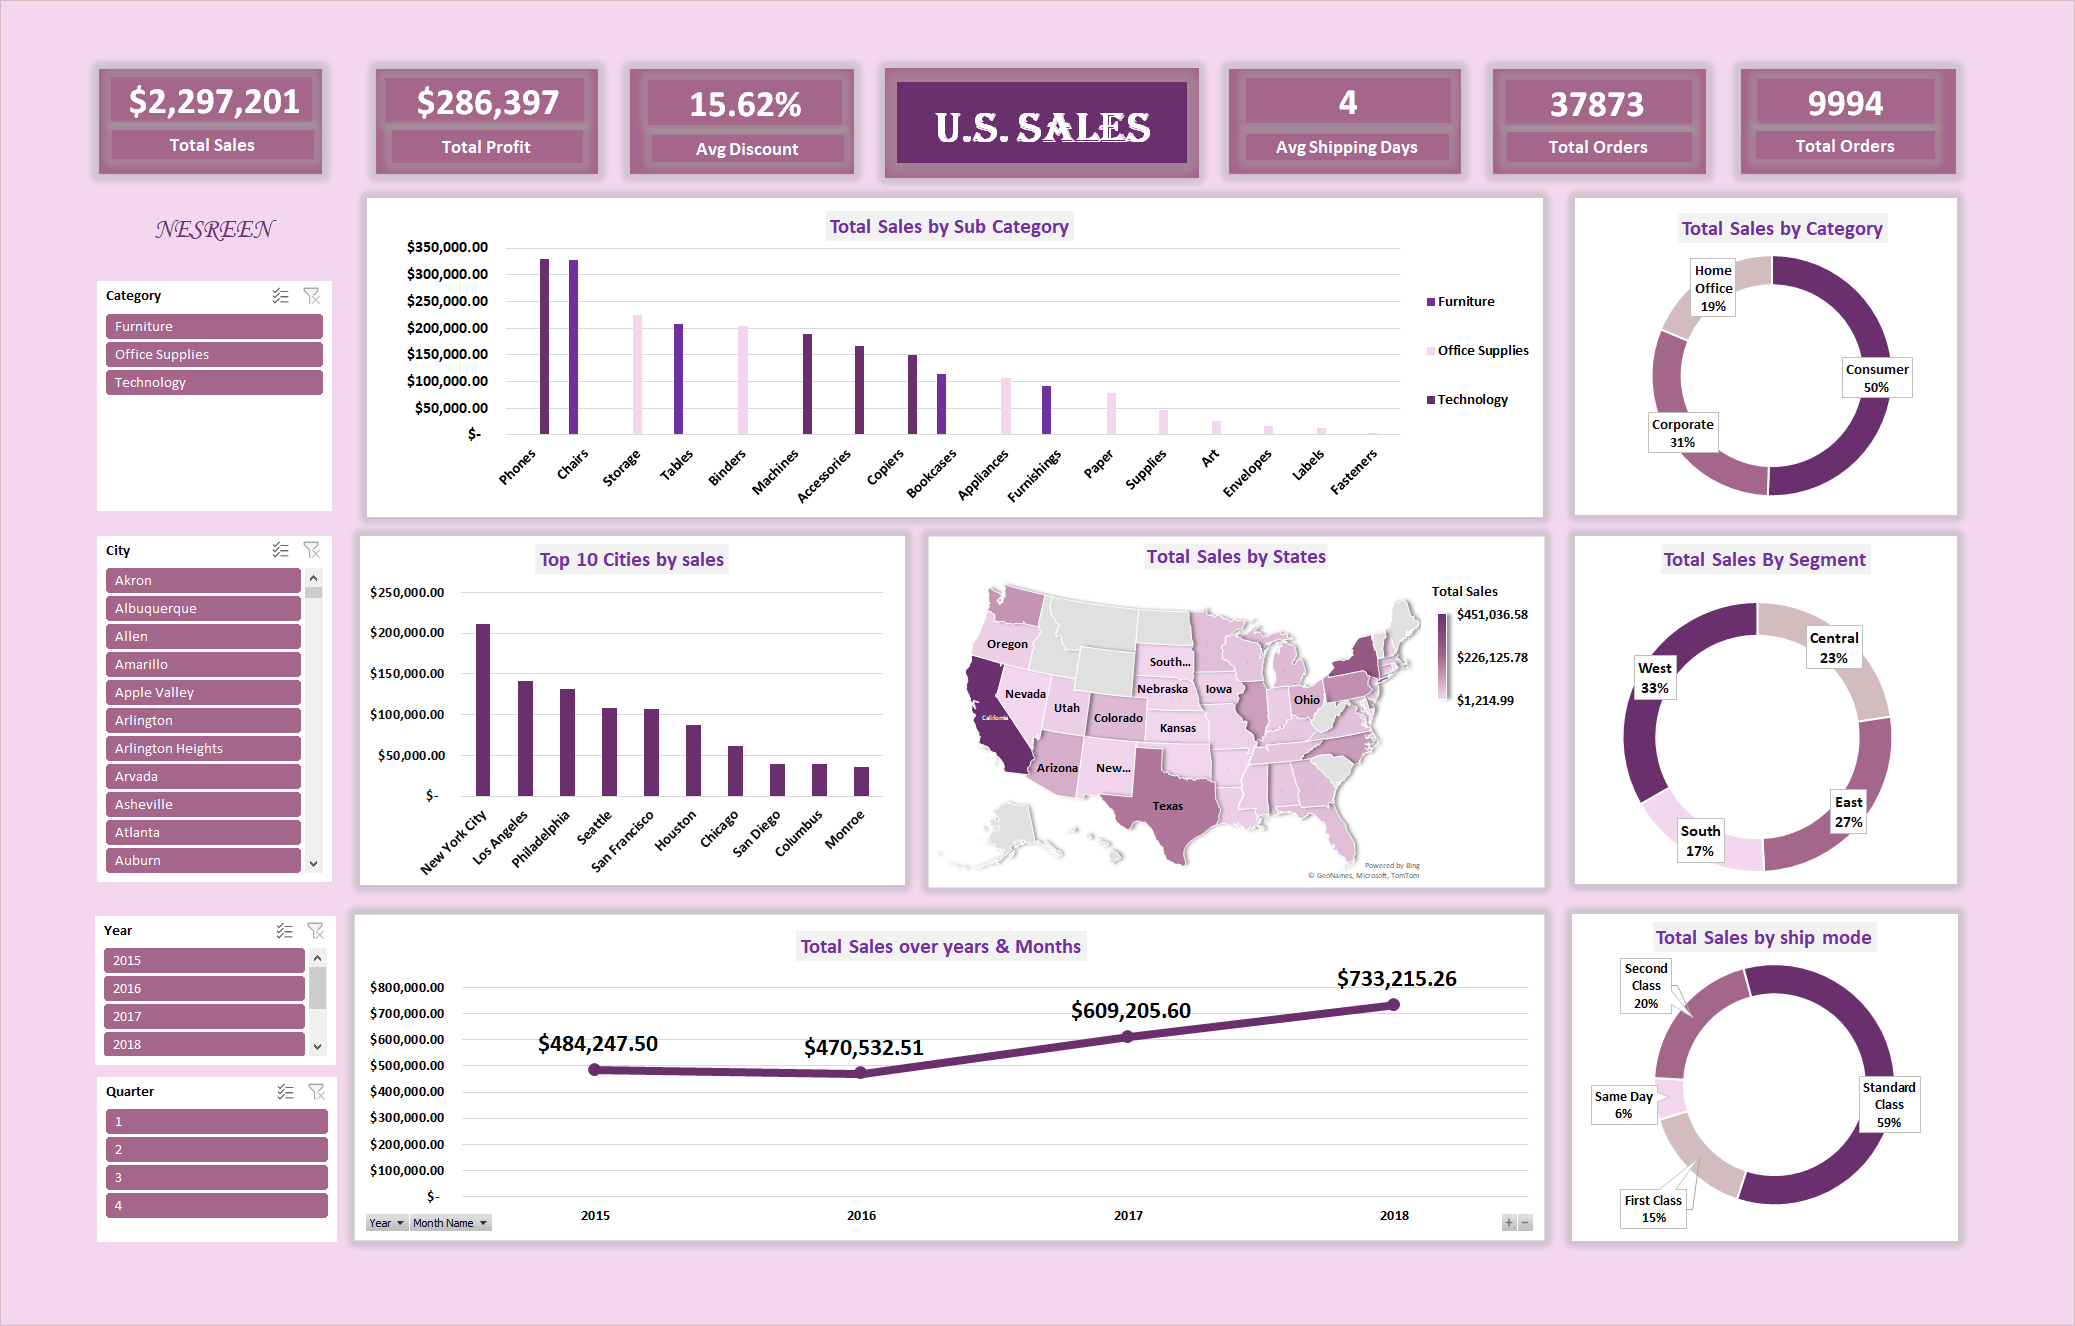 $2,297,201
Total Sales
$286,397
Total Profit
15.62%
Avg Discount
U.S. SALES
4
Avg Shipping Days
37873
Total Orders
9994
Total Orders
NESREEN
Category
Furniture
Office Supplies
Technology
City
Akron
Albuquerque
Allen
Amarillo
Apple Valley
Arlington
Arlington Heights
Arvada
Asheville
Atlanta
Auburn
Year
2015
2016
2017
2018
Quarter
1
2
3
4
Total Sales by Sub Category
$350,000.00
$300,000.00
$250,000.00
$200,000.00
$150,000.00
$100,000.00
$50,000.00
$-
Phones
Chairs
Storage
Tables
Binders
Machines
Accessories
Copiers
Bookcases
Appliances
Furnishings
Paper
Supplies
Art
Envelopes
Labels
Fasteners
Furniture
Office Supplies
Technology
Total Sales by Category
Home
Office
19%
Consumer
50%
Corporate
31%
Top 10 Cities by sales
$250,000.00
$200,000.00
$150,000.00
$100,000.00
$50,000.00
$-
New York City
Los Angeles
Philadelphia
Seattle
San Francisco
Houston
Chicago
San Diego
Columbus
Monroe
Total Sales by States
Total Sales
$451,036.58
$226,125.78
$1,214.99
Oregon
South...
Nevada
Nebraska
Iowa
Ohio
Utah
California
Colorado
Kansas
Arizona
New...
Texas
Powered by Bing
© GeoNames, Microsoft, TomTom
Total Sales By Segment
Central
23%
West
33%
East
27%
South
17%
Total Sales over years & Months
$800,000.00
$700,000.00
$600,000.00
$500,000.00
$400,000.00
$300,000.00
$200,000.00
$100,000.00
$-
$484,247.50
$470,532.51
$609,205.60
$733,215.26
2015
2016
2017
2018
Year
Month Name
Total Sales by ship mode
Second
Class
20%
Same Day
6%
Standard
Class
59%
First Class
15%